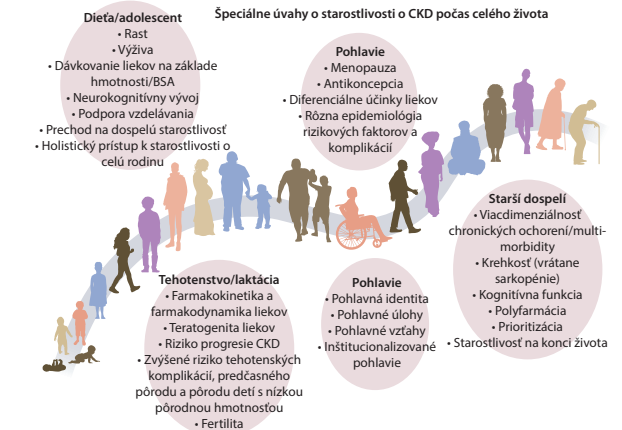 Špeciálne úvahy o starostlivosti o CKD počas celého života
Dieťa/adolescent
• Rast
• Výživa
• Dávkovanie liekov na základe
hmotnosti/BSA
• Neurokognitívny vývoj
• Podpora vzdelávania
• Prechod na dospelú starostlivosť
• Holistický prístup k starostlivosti o
celú rodinu
Pohlavie
• Menopauza
• Antikoncepcia
• Diferenciálne účinky liekov
• Rôzna epidemiológia
rizikových faktorov a
komplikácií
Tehotenstvo/laktácia
• Farmakokinetika a
farmakodynamika liekov
• Teratogenita liekov
• Riziko progresie CKD
• Zvýšené riziko tehotenských
komplikácií, predčasného
pôrodu a pôrodu detí s nízkou
pôrodnou hmotnosťou
• Fertilita
Pohlavie
• Pohlavná identita
• Pohlavné úlohy
• Pohlavné vzťahy
• Inštitucionalizované
pohlavie
Starší dospelí
• Viacdimenziálnosť
chronických ochorení/multi-
morbidity
• Krehkosť (vrátane
sarkopénie)
• Kognitívna funkcia
• Polyfarmácia
• Prioritizácia
• Starostlivosť na konci života